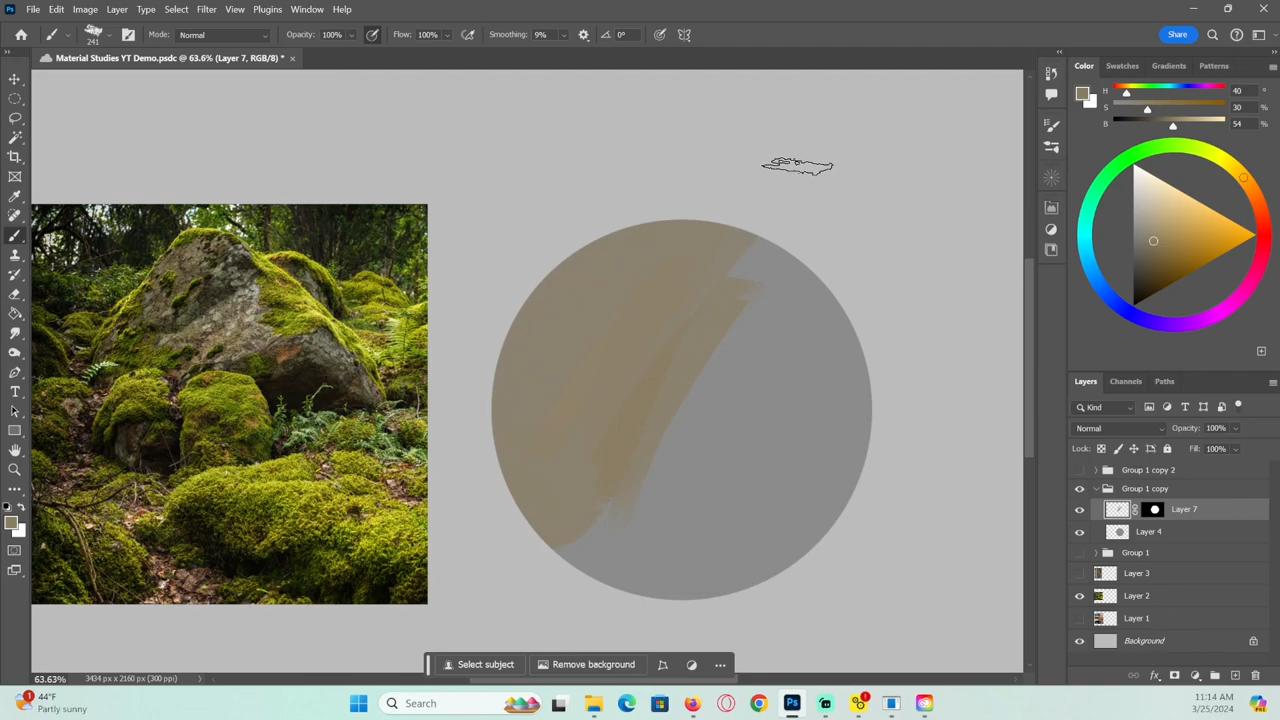 Ps File Edit Image Layer Type Select Filter View Plugins Window Help
241 Mode: Normal Opacity: 100% Flow: 100% Smoothing: 9% 0° Share
Material Studies YT Demo.psdc @ 63.6% (Layer 7, RGB/8) *
Color Swatches Gradients Patterns
H 40 °
S 30 %
B 54 %
Layers Channels Paths
Kind
Normal Opacity: 100%
Lock: Fill: 100%
Group 1 copy 2
Group 1 copy
Layer 7
Layer 4
Group 1
Layer 3
Layer 2
Layer 1
Background
Select subject Remove background
63.63% 3434 px x 2160 px (300 ppi)
1 44°F
Partly sunny
Search
Ps
11:14 AM
3/25/2024